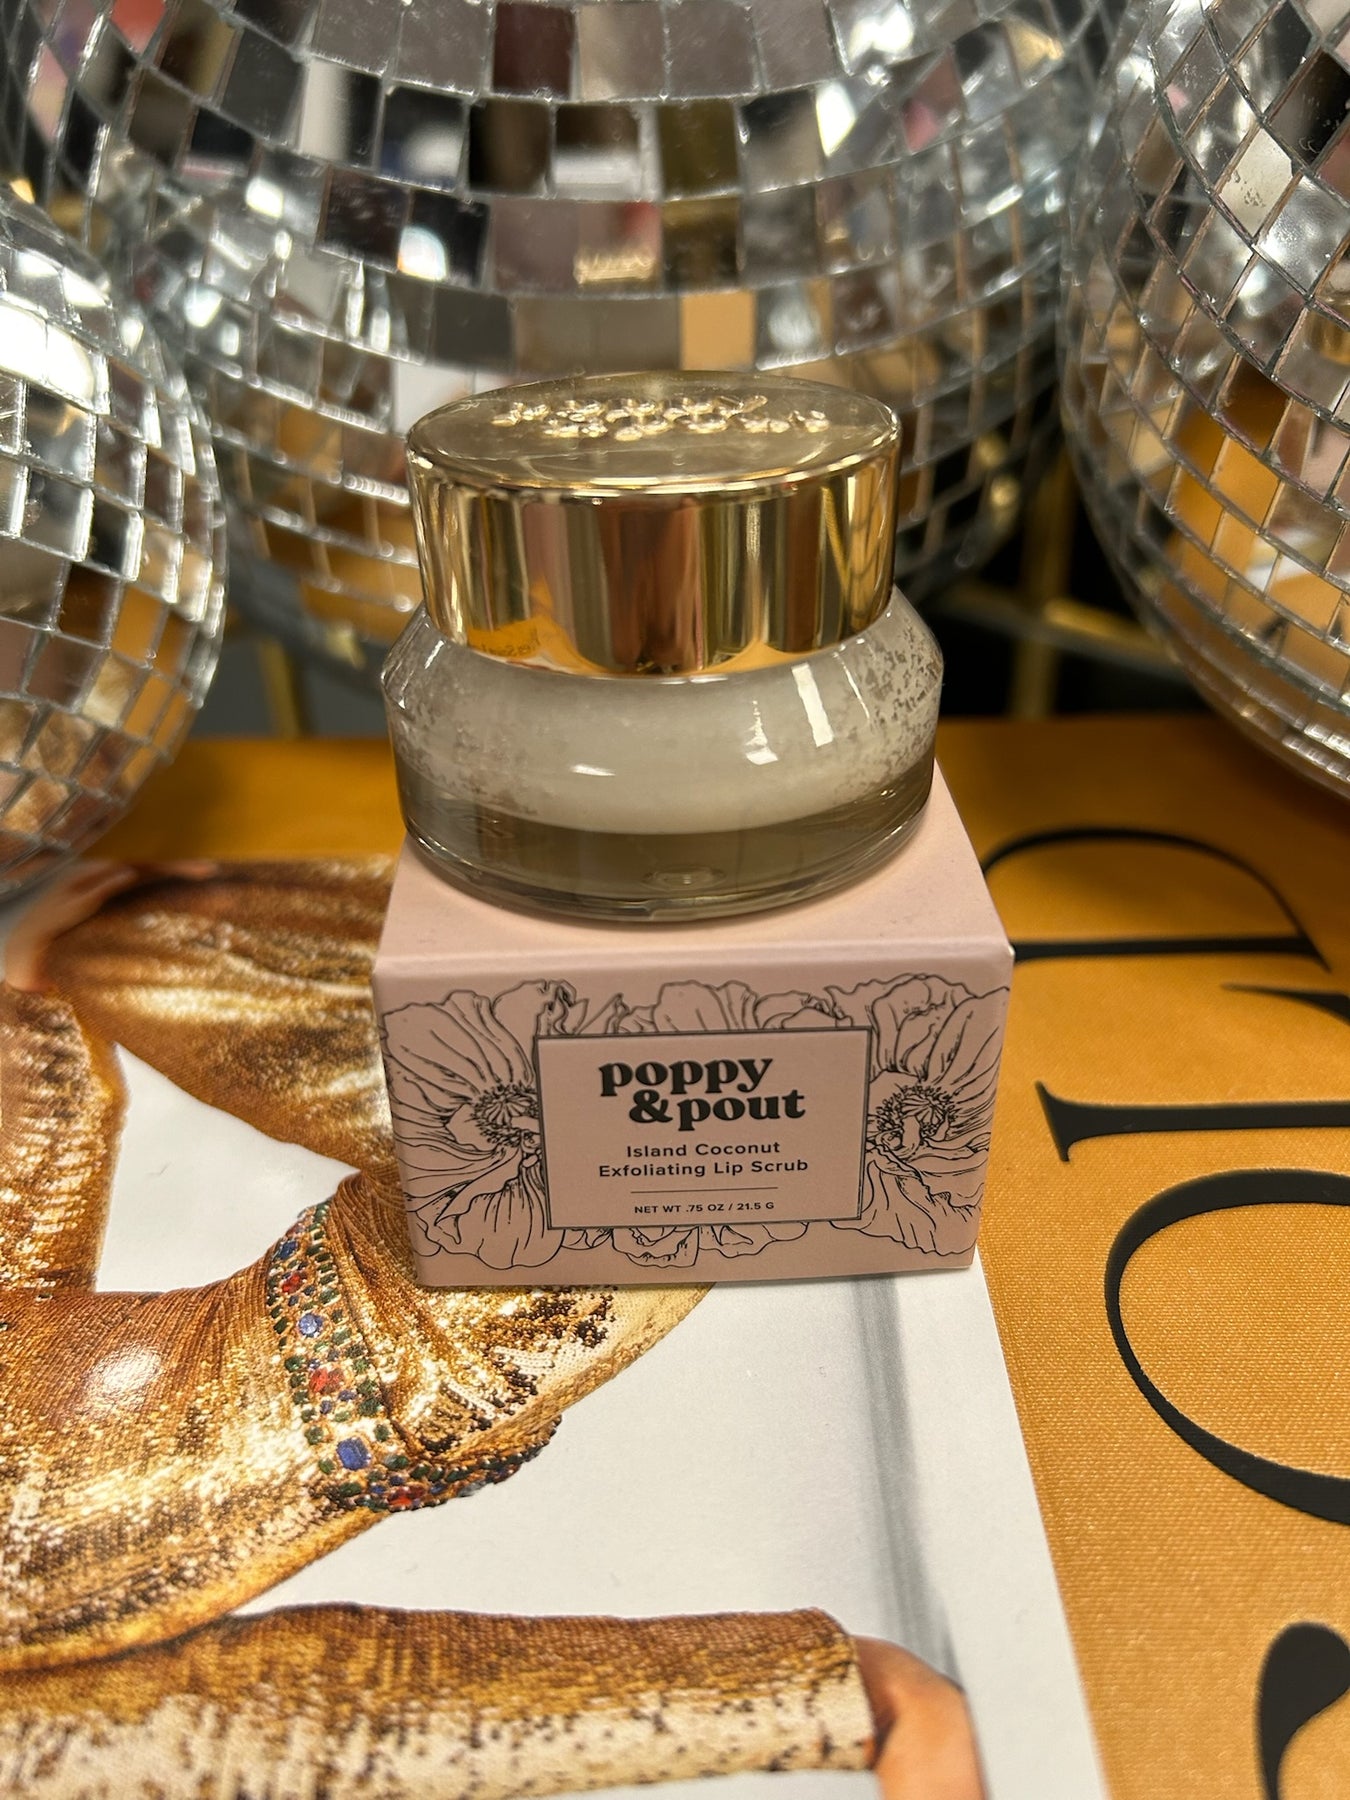 poppy
& pout
Island Coconut
Exfoliating Lip Scrub
NET WT .75 OZ / 21.5 G